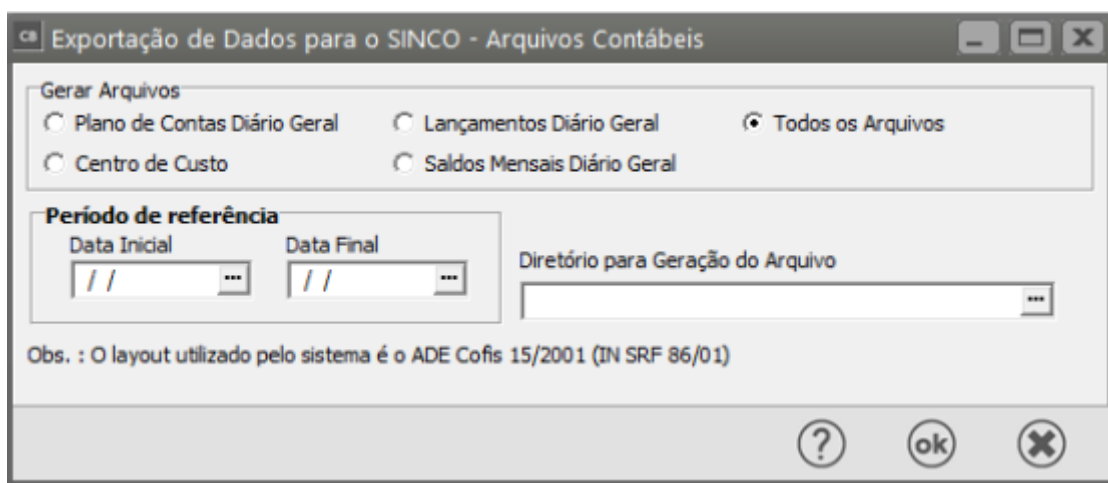 CB Exportação de Dados para o SINCO - Arquivos Contábeis
Gerar Arquivos
Plano de Contas Diário Geral Lançamentos Diário Geral Todos os Arquivos
Centro de Custo Saldos Mensais Diário Geral
Período de referência
Data Inicial Data Final
Diretório para Geração do Arquivo
/ / ... / / ...
...
Obs. : O layout utilizado pelo sistema é o ADE Cofis 15/2001 (IN SRF 86/01)
? ok